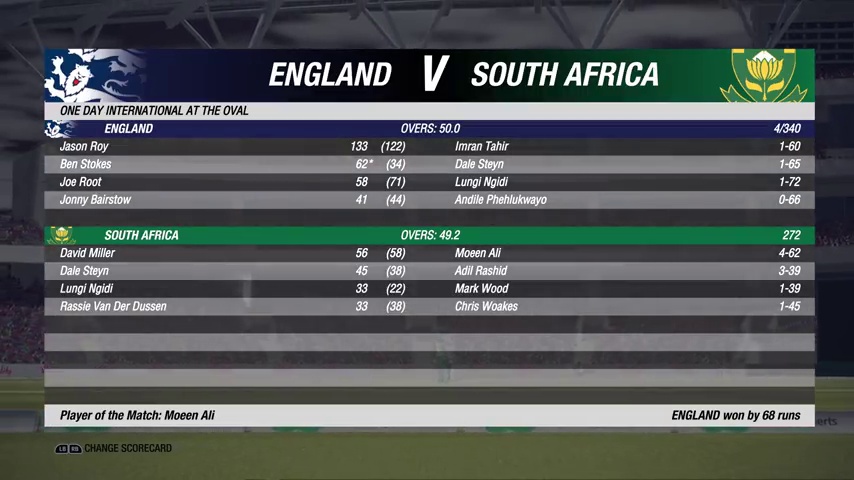 ENGLAND V SOUTH AFRICA
ONE DAY INTERNATIONAL AT THE OVAL
ENGLAND OVERS: 50.0 4/340
Jason Roy 133 (122) Imran Tahir 1-60
Ben Stokes 62* (34) Dale Steyn 1-65
Joe Root 58 (71) Lungi Ngidi 1-72
Jonny Bairstow 41 (44) Andile Phehlukwayo 0-66
SOUTH AFRICA OVERS: 49.2 272
David Miller 56 (58) Moeen Ali 4-62
Dale Steyn 45 (38) Adil Rashid 3-39
Lungi Ngidi 33 (22) Mark Wood 1-39
Rassie Van Der Dussen 33 (38) Chris Woakes 1-45
Player of the Match: Moeen Ali ENGLAND won by 68 runs
LB RB CHANGE SCORECARD